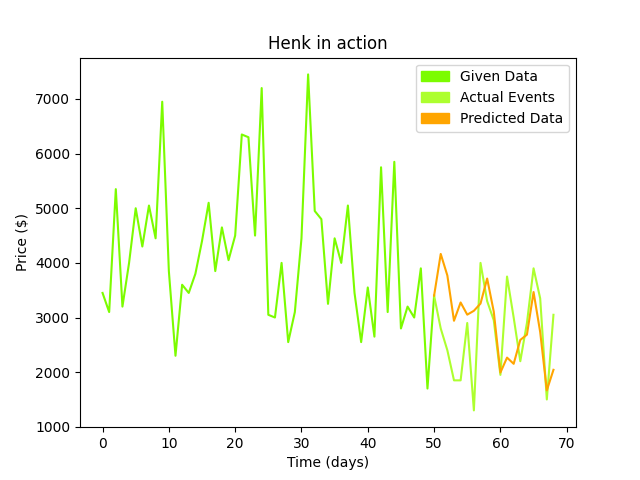 Henk in action
Given Data
Actual Events
Predicted Data
7000
6000
5000
4000
3000
2000
1000
Price ($)
0 10 20 30 40 50 60 70
Time (days)